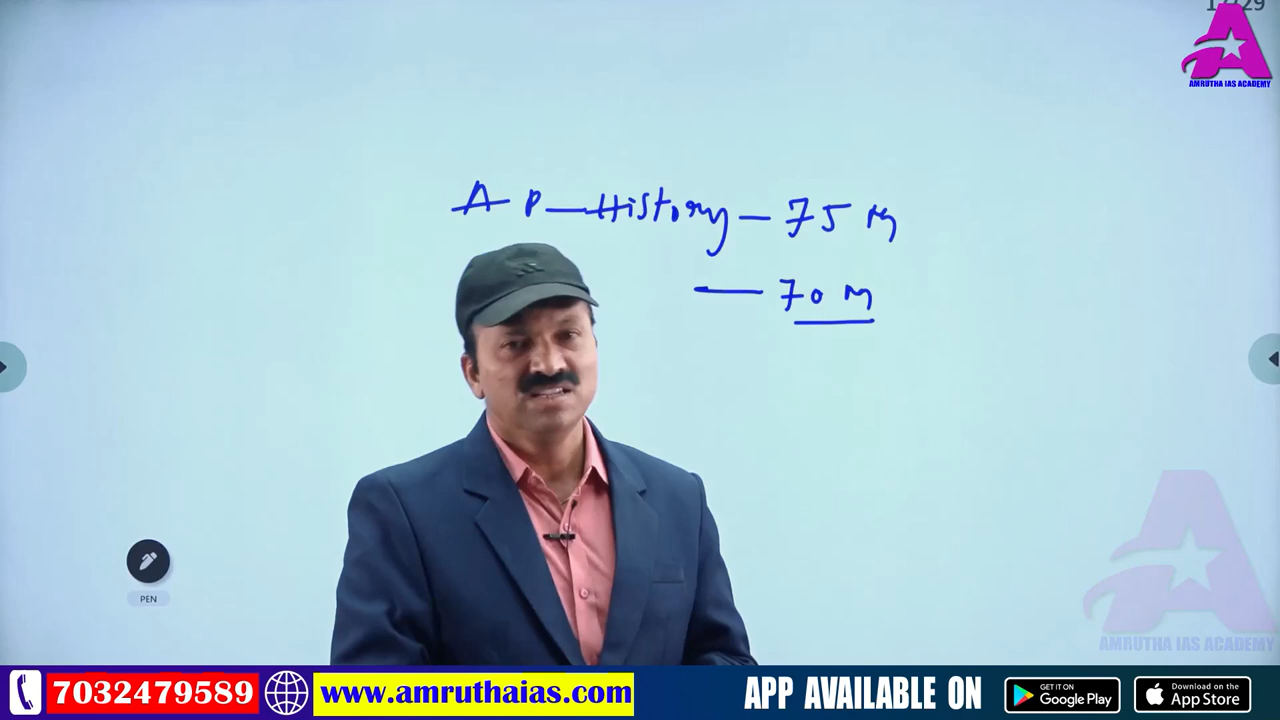 AMRUTHA IAS ACADEMY
AP - History - 75 M
- 70 M
PEN
AMRUTHA IAS ACADEMY
7032479589
www.amruthaias.com
APP AVAILABLE ON
GET IT ON
Google Play
Download on the
App Store